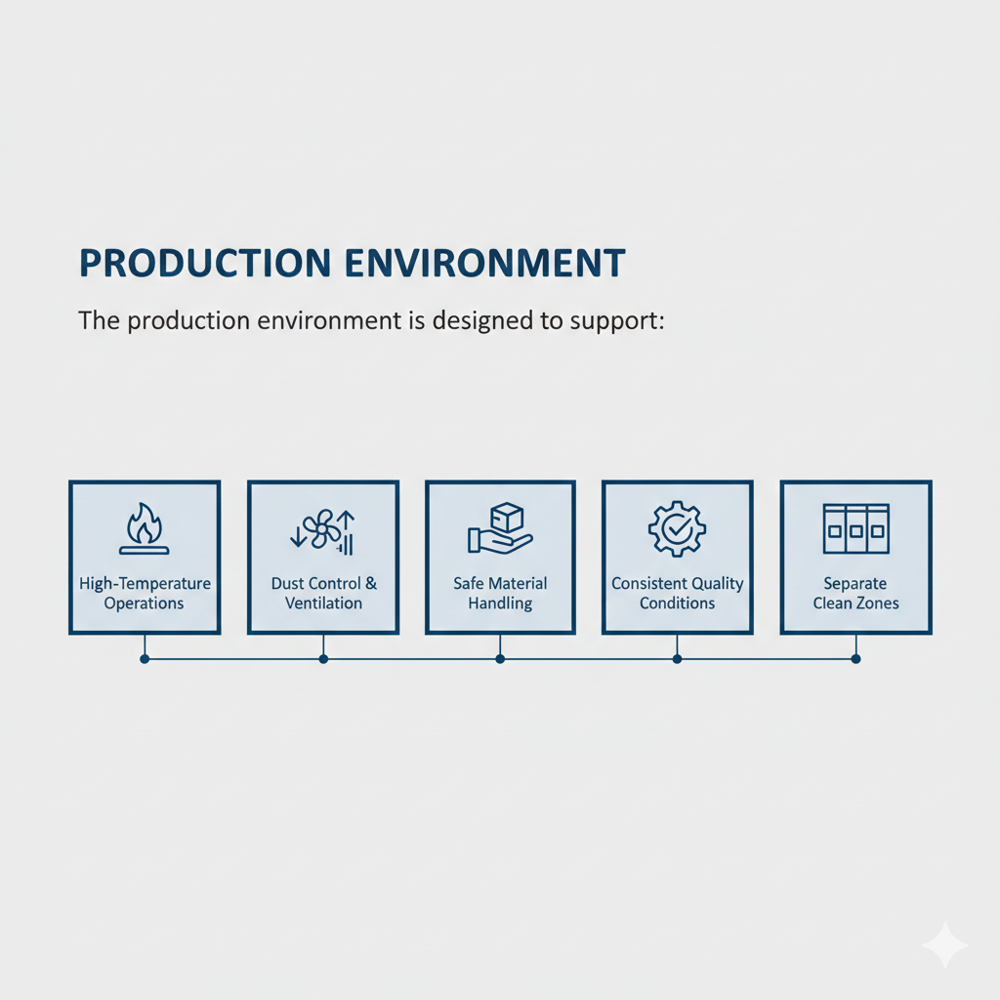 PRODUCTION ENVIRONMENT
The production environment is designed to support:
High-Temperature
Operations
Dust Control &
Ventilation
Safe Material
Handling
Consistent Quality
Conditions
Separate
Clean Zones